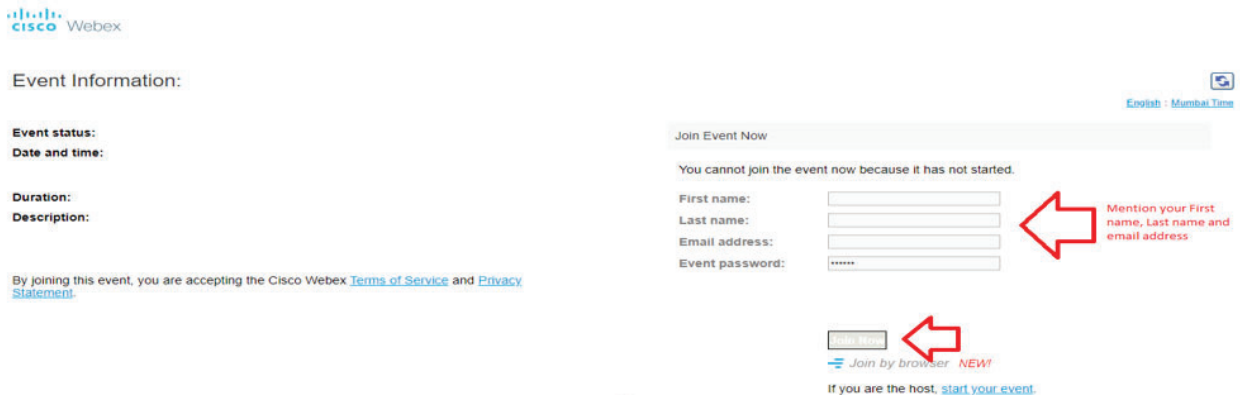 cisco Webex
Event Information:
English : Mumbai Time
Event status:
Date and time:
Duration:
Description:
By joining this event, you are accepting the Cisco Webex Terms of Service and Privacy
Statement.
Join Event Now
You cannot join the event now because it has not started.
First name:
Last name:
Email address:
Event password:
••••••
Mention your First
name, Last name and
email address
Join Now
Join by browser NEW!
If you are the host, start your event.